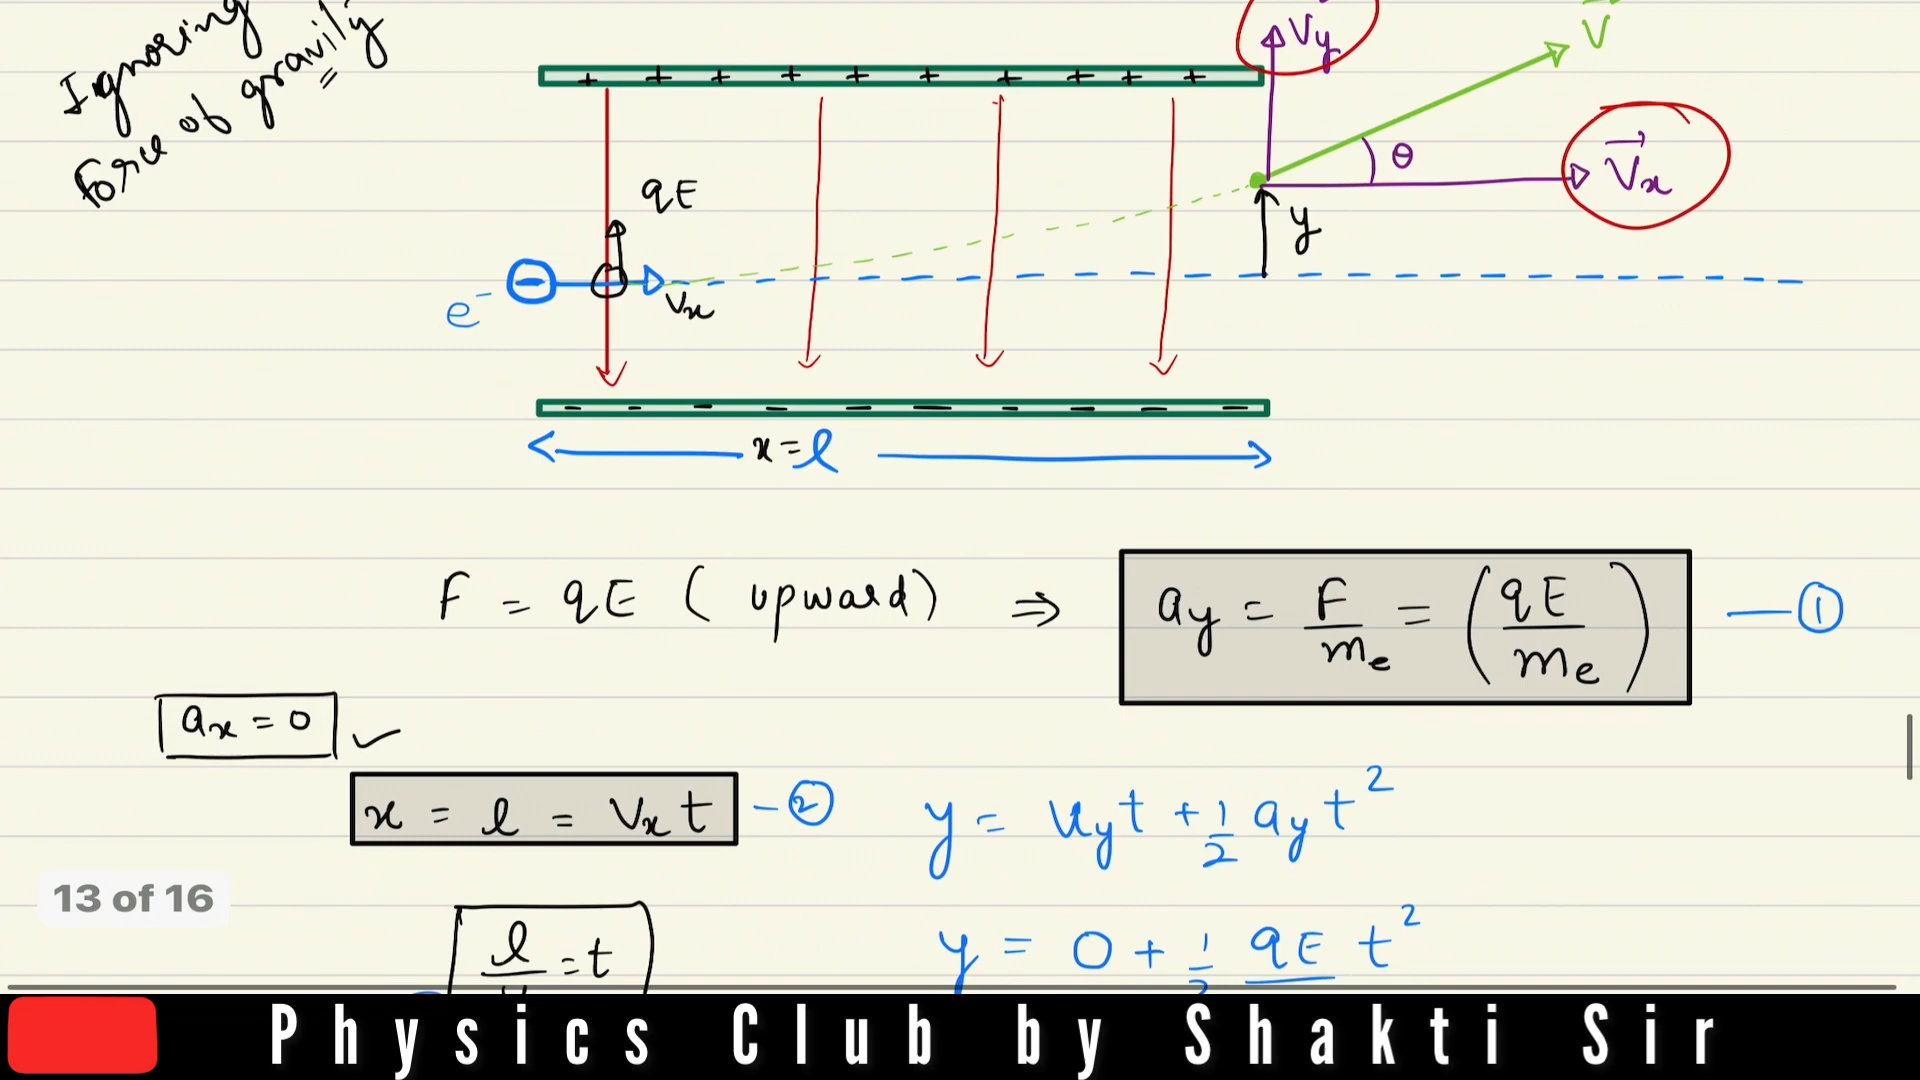 Ignoring
force of gravity
Vy
V
+ + + + + + + + + +
θ
Vx
qE
y
e⁻
−
Vx
− − − − − − − − − −
x = l
F = qE ( upward) ⇒ ay = F/me = (qE/me) — ①
ax = 0 ✓
x = l = Vx t - ②
y = uyt + 1/2 ay t²
13 of 16
l/ = t
y = 0 + 1/2 qE t²
Physics Club by Shakti Sir